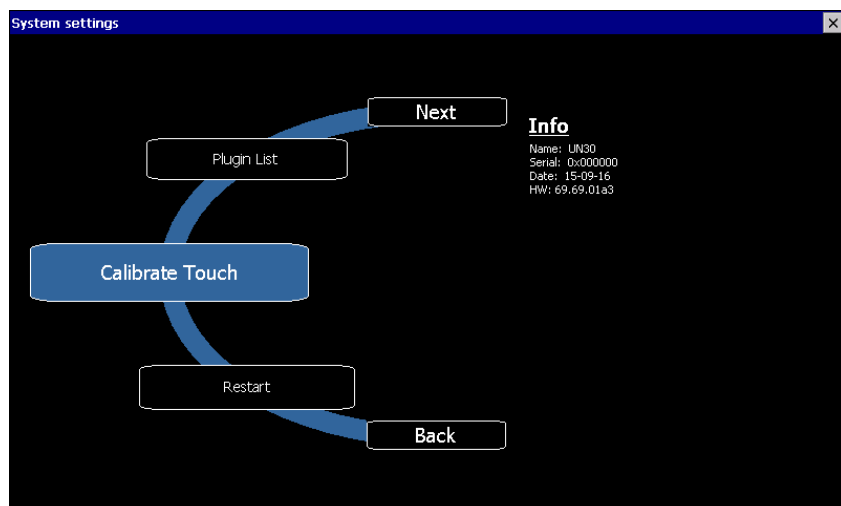 System settings
Next
Plugin List
Calibrate Touch
Restart
Back
Info
Name: UN30
Serial: 0x000000
Date: 15-09-16
HW: 69.69.01a3